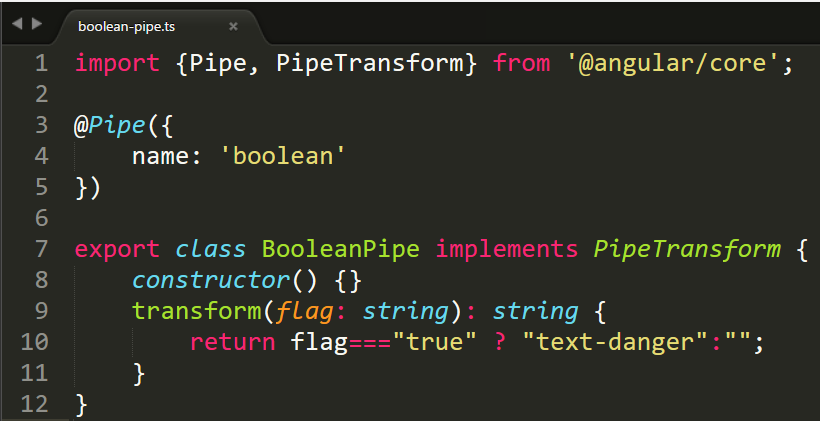 boolean-pipe.ts ×
1 import {Pipe, PipeTransform} from '@angular/core';
2
3 @Pipe({
4     name: 'boolean'
5 })
6
7 export class BooleanPipe implements PipeTransform {
8     constructor() {}
9     transform(flag: string): string {
10         return flag==="true" ? "text-danger":"";
11     }
12 }